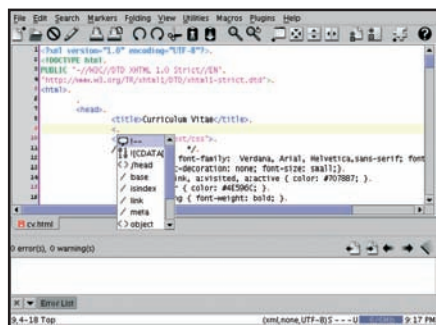 File Edit Search Markers Folding View Utilities Macros Plugins Help
1 <?xml version="1.0" encoding="UTF-8"?>.
<!DOCTYPE html.
PUBLIC "-//W3C//DTD XHTML 1.0 Strict//EN".
"http://www.w3.org/TR/xhtml1/DTD/xhtml1-strict.dtd">.
<html>.
<head>.
<title>Curriculum Vitae</title>.
<.
!--
![CDATA[
/head
base
isindex
link
meta
object
/css">.
*/
font-family: Verdana, Arial, Helvetica,sans-serif; font
-decoration: none; font-size: small;}.
ink, a:visited, a:active { color: #707887; }.
{ color: #4E596C; }.
{ font-weight: bold; }.
cv.html
0 error(s), 0 warning(s)
Error List
9,4-18 Top (xml,none,UTF-8) 9:17 PM